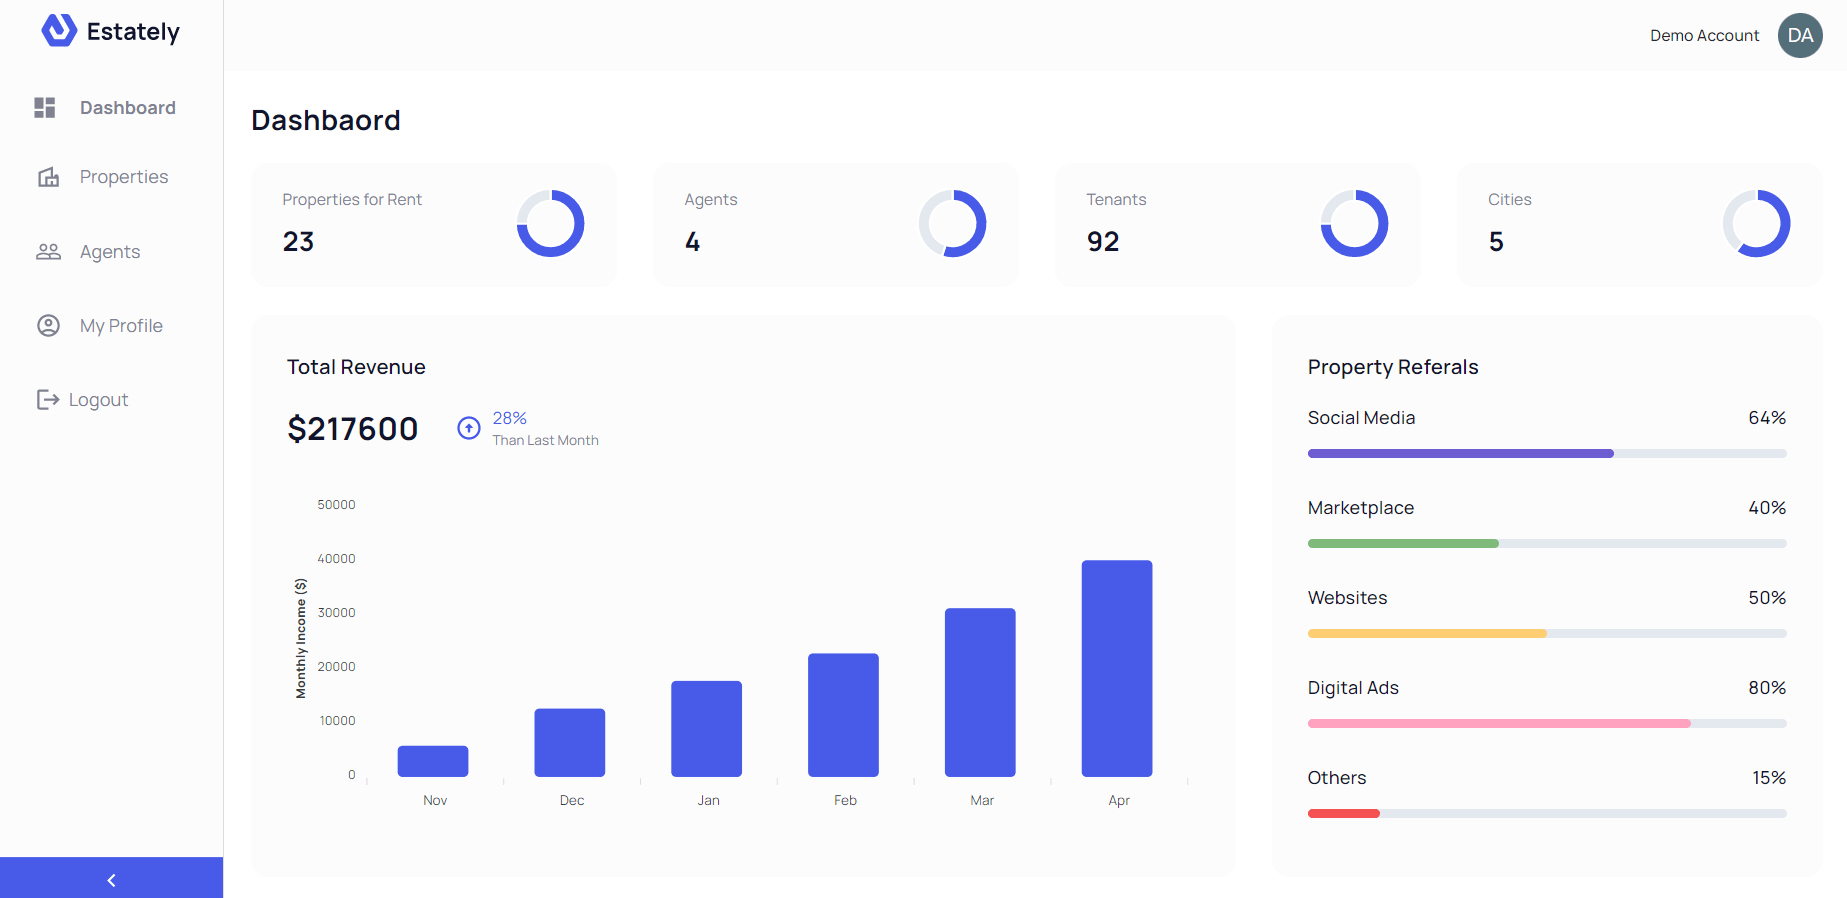 Estately
Demo Account
DA
Dashboard
Properties
Agents
My Profile
Logout
Dashbaord
Properties for Rent
23
Agents
4
Tenants
92
Cities
5
Total Revenue
$217600
28%
Than Last Month
Monthly Income ($)
50000
40000
30000
20000
10000
0
Nov Dec Jan Feb Mar Apr
Property Referals
Social Media 64%
Marketplace 40%
Websites 50%
Digital Ads 80%
Others 15%